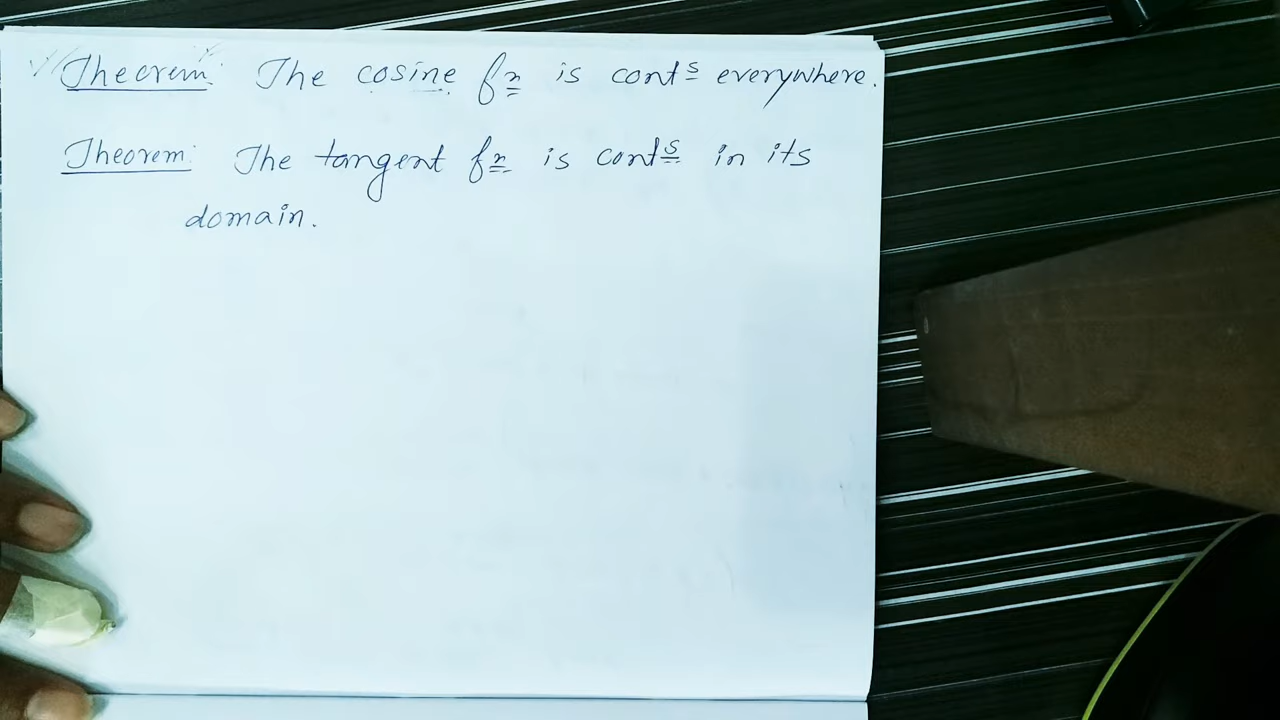 Theorem: The cosine fn is conts everywhere.
Theorem: The tangent fn is conts in its
domain.